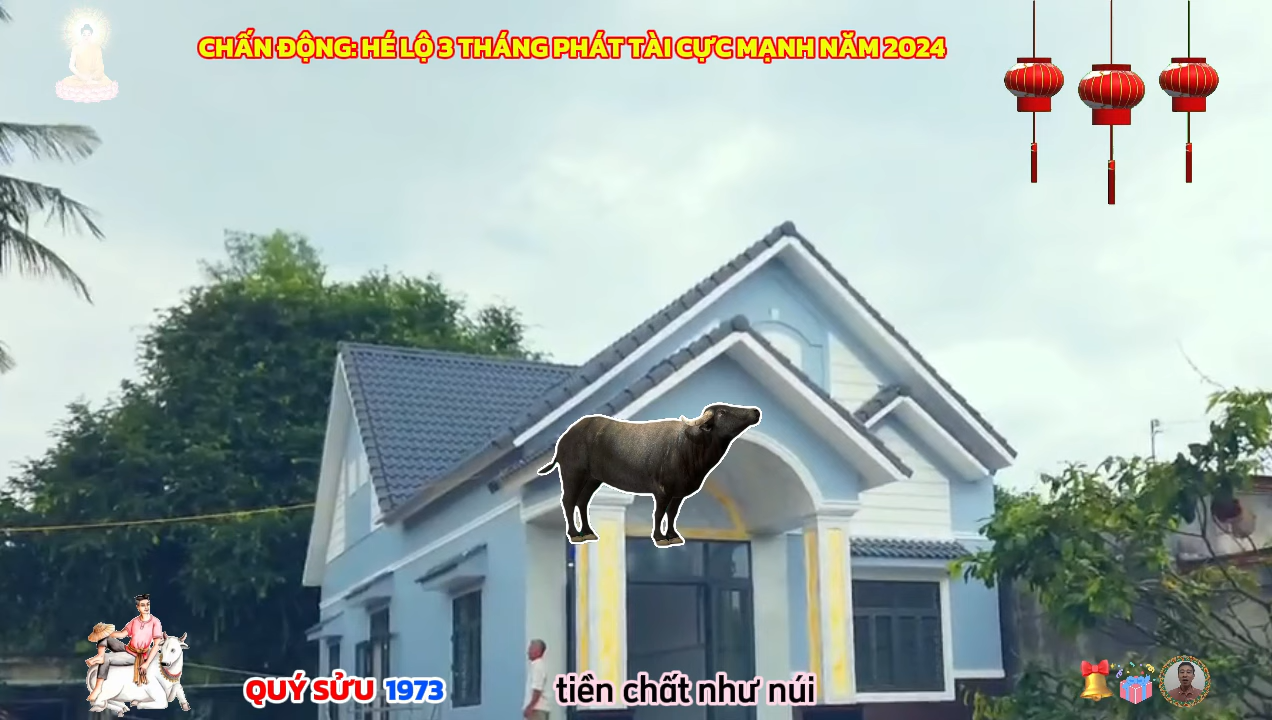 CHẤN ĐỘNG: HÉ LỘ 3 THÁNG PHÁT TÀI CỰC MẠNH NĂM 2024
QUÝ SỬU 1973
tiền chất như núi